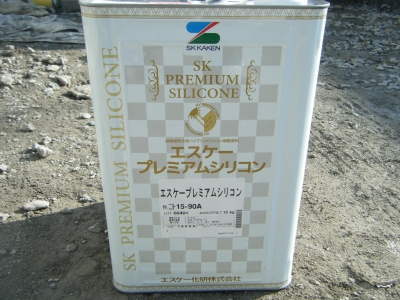 SK KAKEN
SK
PREMIUM
SILICONE
SK PREMIUM SILICONE
エスケー
プレミアムシリコン
エスケープレミアムシリコン
15-90A
15 kg
エスケー化研株式会社